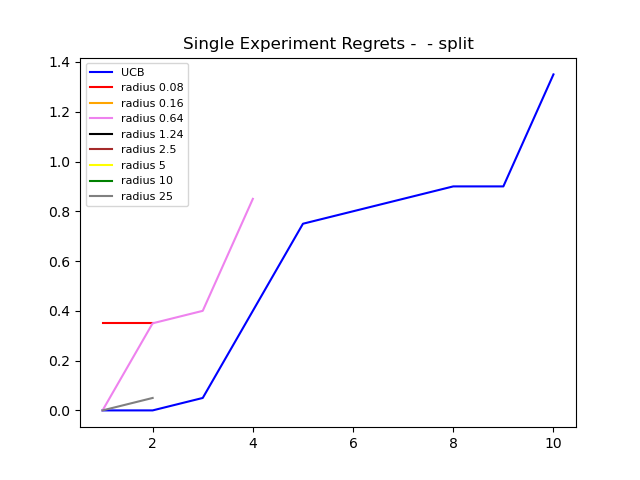 Single Experiment Regrets -  - split
1.4
1.2
1.0
0.8
0.6
0.4
0.2
0.0
UCB
radius 0.08
radius 0.16
radius 0.64
radius 1.24
radius 2.5
radius 5
radius 10
radius 25
2 4 6 8 10